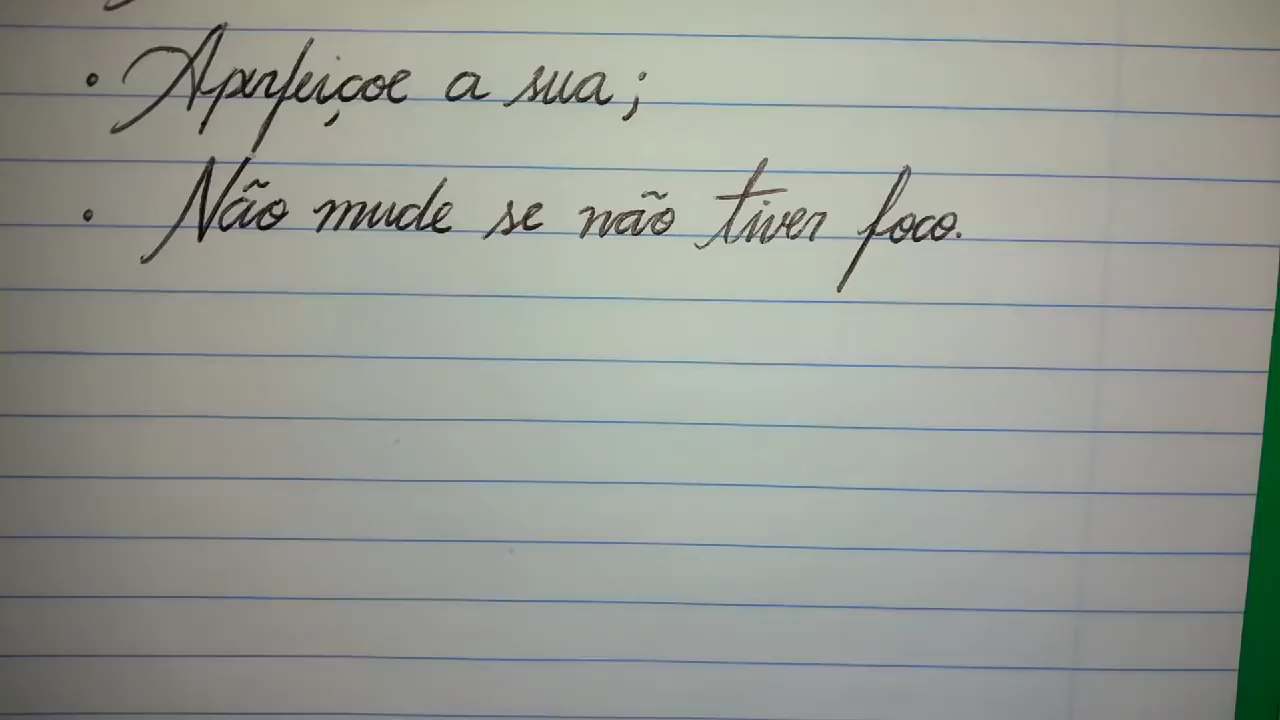 • Aperfeiçoe a sua;
• Não mude se não tiver foco.